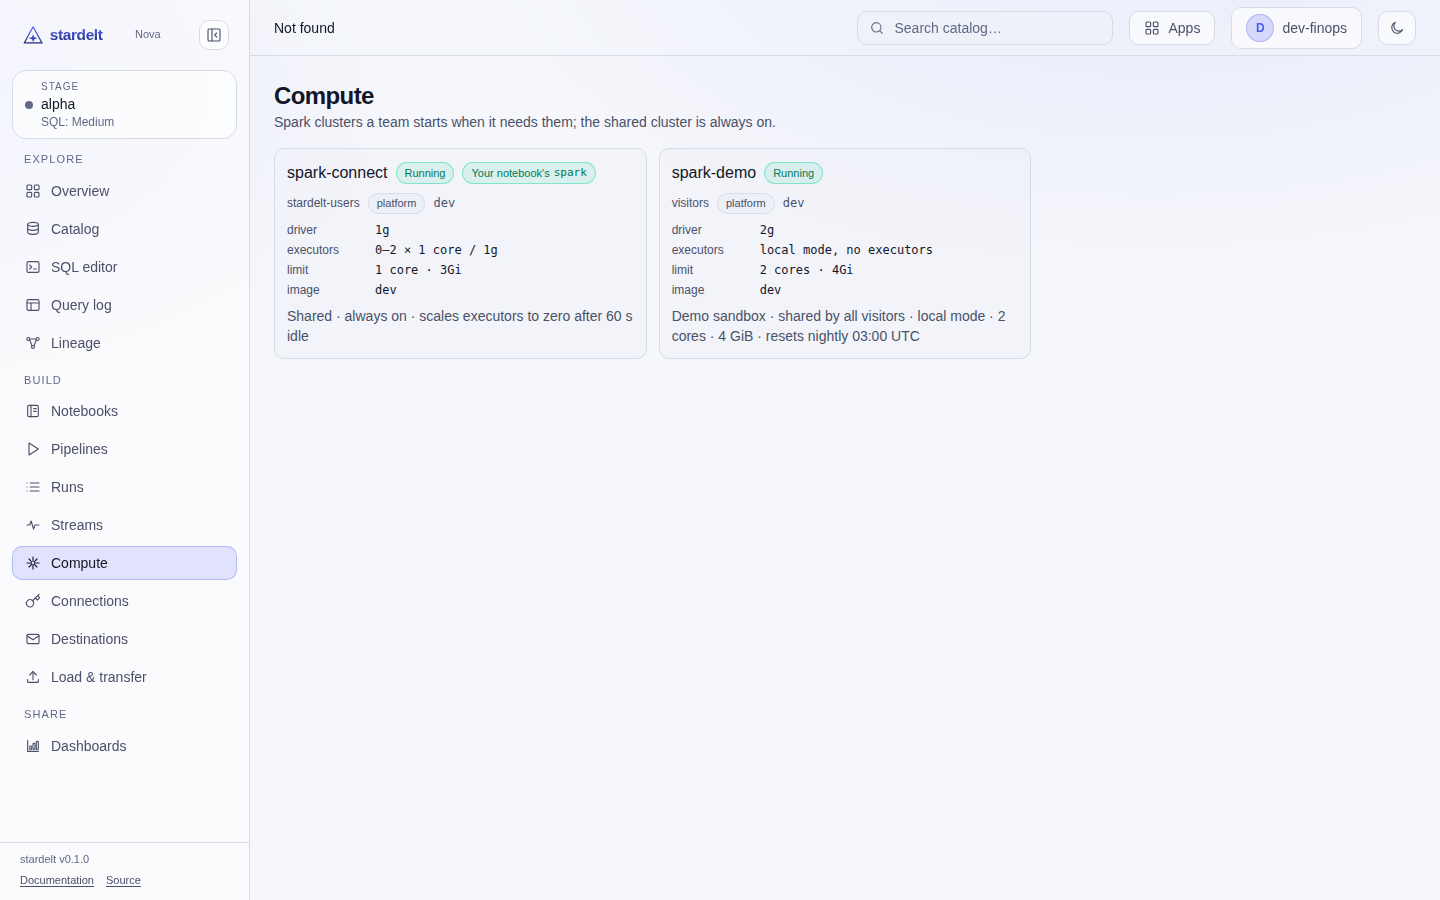 stardelt
Nova
STAGE
alpha
SQL: Medium
EXPLORE
Overview
Catalog
SQL editor
Query log
Lineage
BUILD
Notebooks
Pipelines
Runs
Streams
Compute
Connections
Destinations
Load & transfer
SHARE
Dashboards
stardelt v0.1.0
Documentation Source
Not found
Search catalog…
Apps
D dev-finops
Compute
Spark clusters a team starts when it needs them; the shared cluster is always on.
spark-connect Running Your notebook's spark
stardelt-users platform dev
driver 1g
executors 0–2 × 1 core / 1g
limit 1 core · 3Gi
image dev
Shared · always on · scales executors to zero after 60 s
idle
spark-demo Running
visitors platform dev
driver 2g
executors local mode, no executors
limit 2 cores · 4Gi
image dev
Demo sandbox · shared by all visitors · local mode · 2
cores · 4 GiB · resets nightly 03:00 UTC